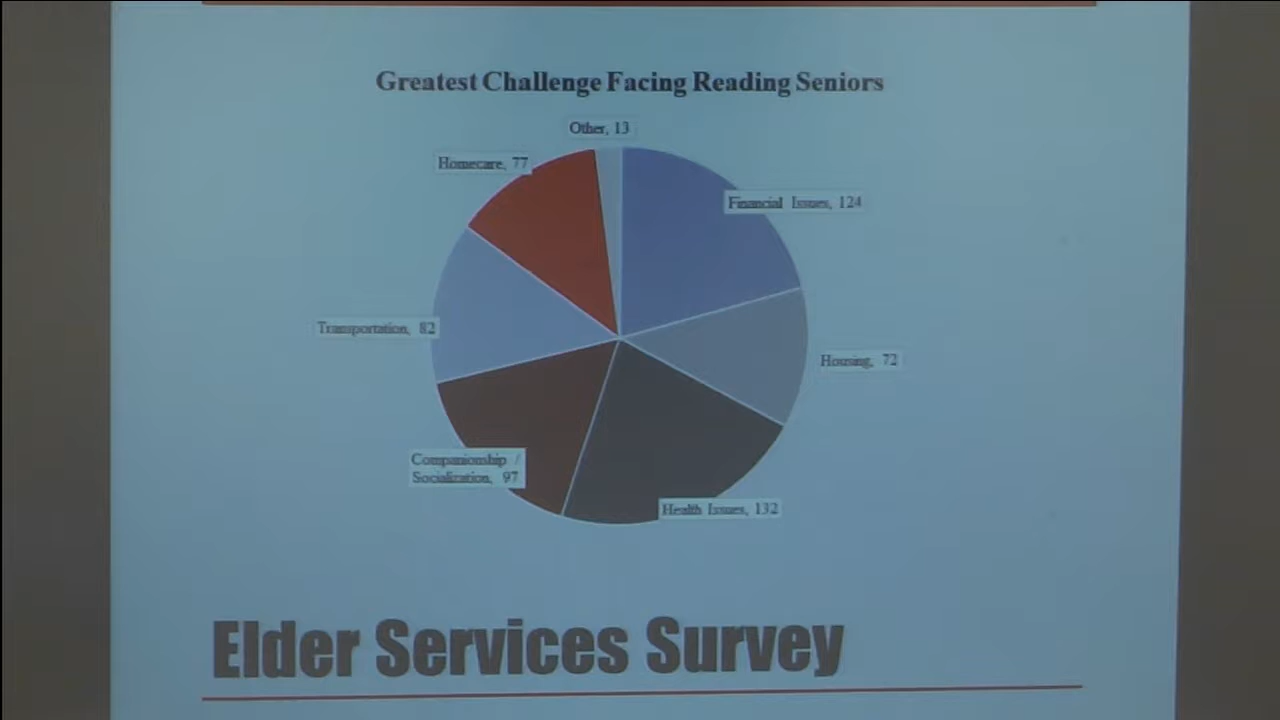 Greatest Challenge Facing Reading Seniors
Other, 13
Homecare, 77
Financial Issues, 124
Transportation, 82
Housing, 72
Companionship /
Socialization, 97
Health Issues, 132
Elder Services Survey